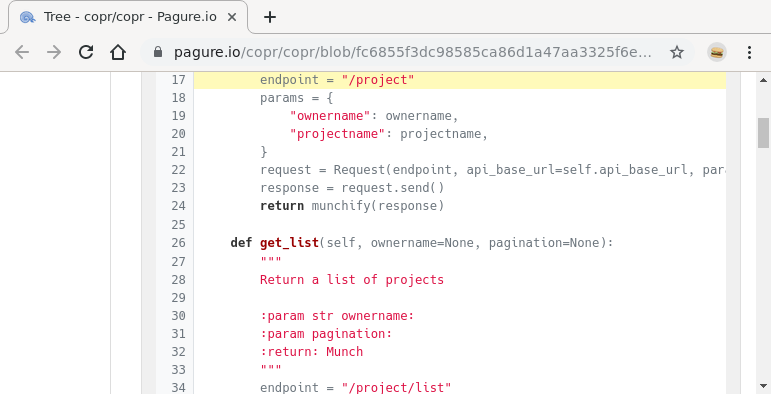 Tree - copr/copr - Pagure.io
pagure.io/copr/copr/blob/fc6855f3dc98585ca86d1a47aa3325f6e...
17 endpoint = "/project"
18 params = {
19 "ownername": ownername,
20 "projectname": projectname,
21 }
22 request = Request(endpoint, api_base_url=self.api_base_url, par
23 response = request.send()
24 return munchify(response)
25
26 def get_list(self, ownername=None, pagination=None):
27 """
28 Return a list of projects
29
30 :param str ownername:
31 :param pagination:
32 :return: Munch
33 """
34 endpoint = "/project/list"